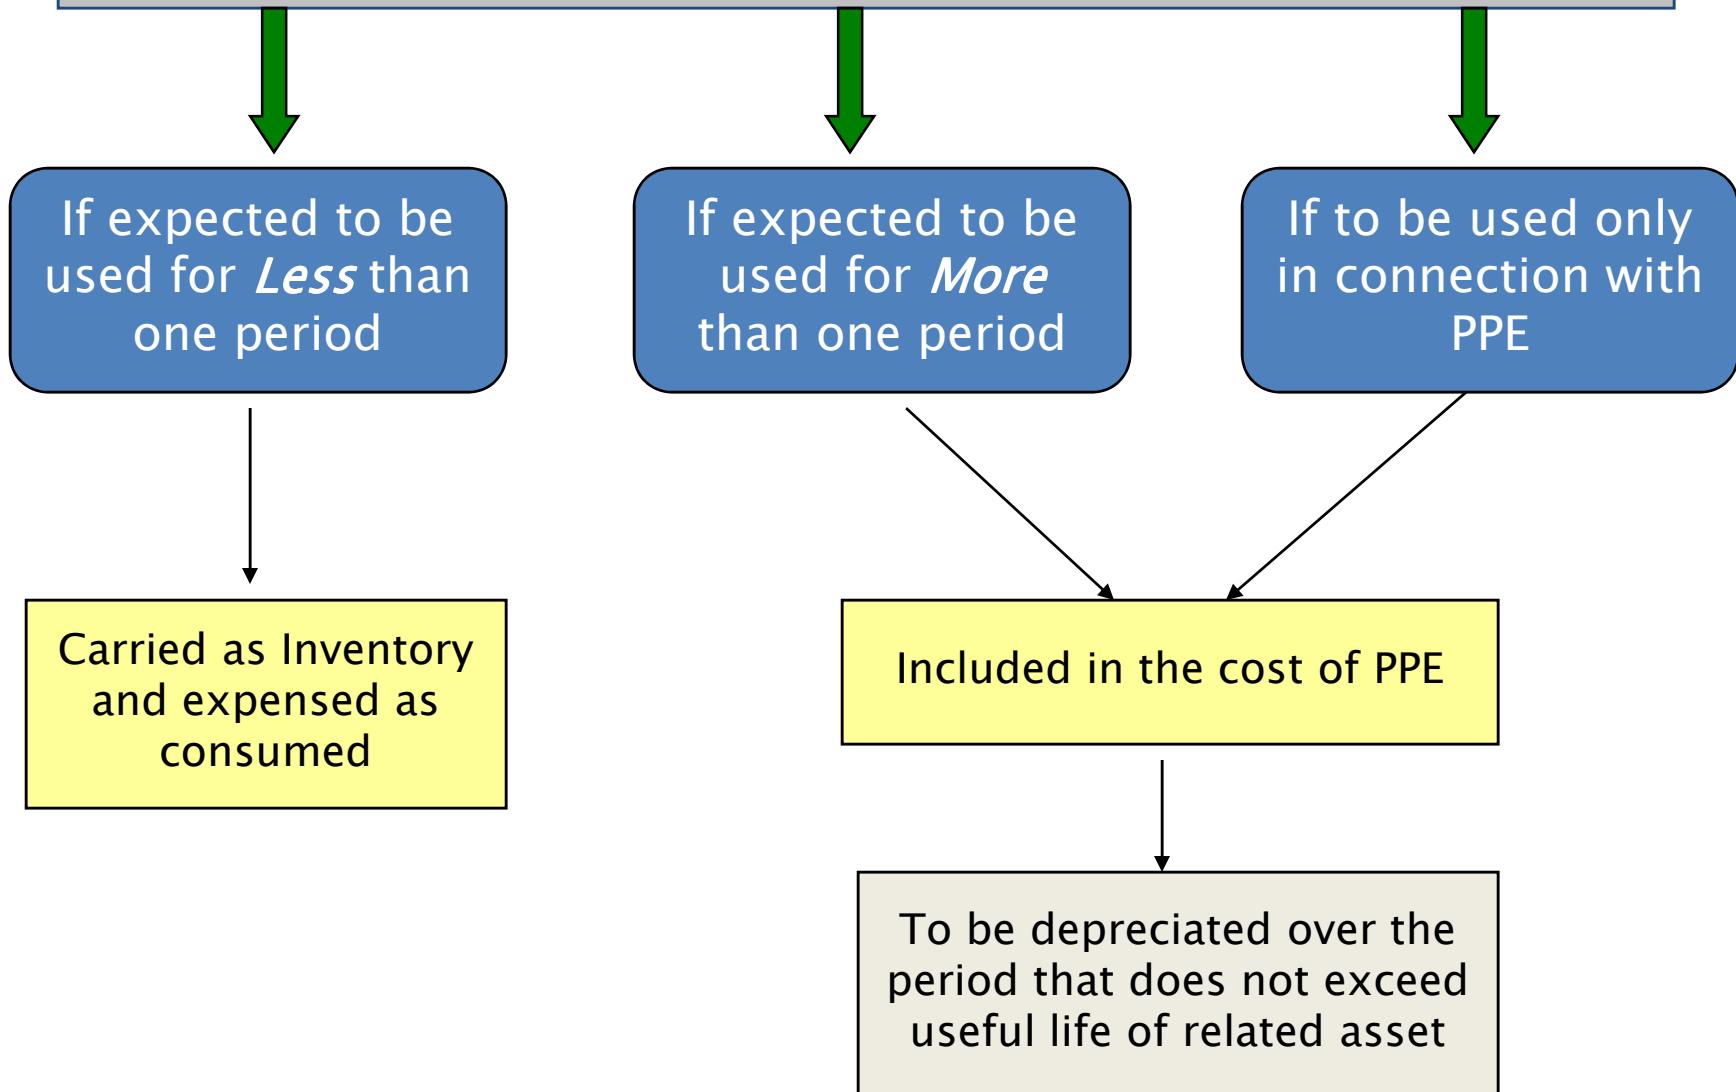 If expected to be
used for Less than
one period
If expected to be
used for More
than one period
If to be used only
in connection with
PPE
Carried as Inventory
and expensed as
consumed
Included in the cost of PPE
To be depreciated over the
period that does not exceed
useful life of related asset